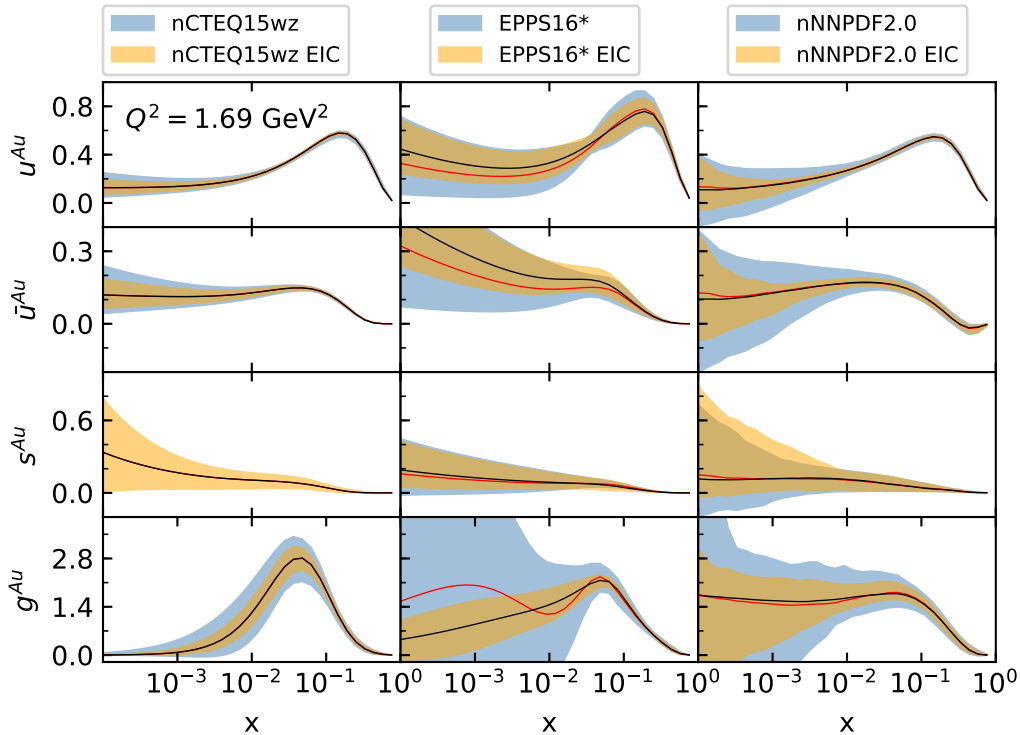 nCTEQ15wz
nCTEQ15wz EIC
EPPS16*
EPPS16* EIC
nNNPDF2.0
nNNPDF2.0 EIC
Q² = 1.69 GeV²
u^Au
0.8
0.4
0.0
ū^Au
0.3
0.0
s^Au
0.6
0.0
g^Au
2.8
1.4
0.0
10⁻³ 10⁻² 10⁻¹ 10⁰ 10⁻³ 10⁻² 10⁻¹ 10⁰ 10⁻³ 10⁻² 10⁻¹ 10⁰
x x x